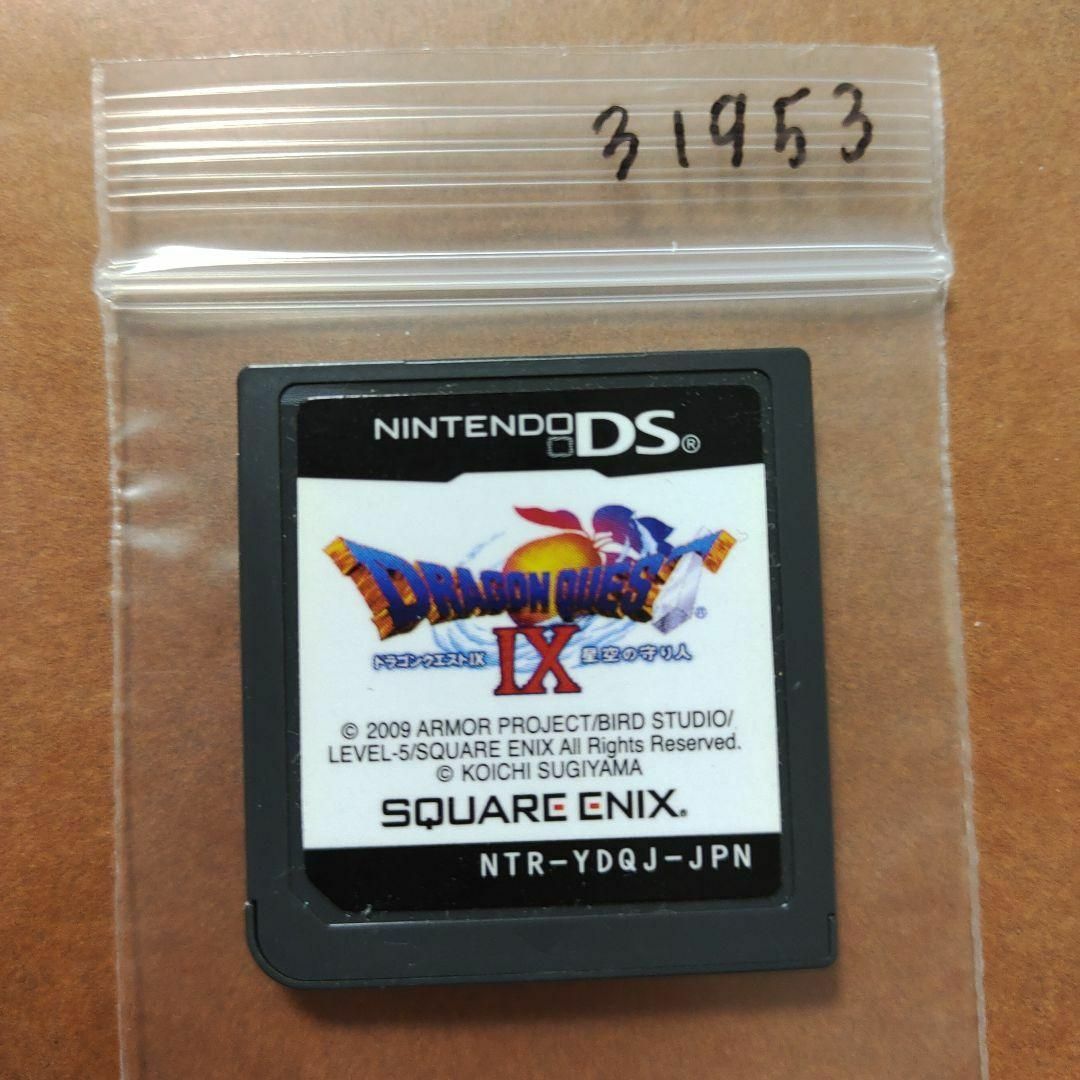 31953
NINTENDO DS®
DRAGON QUEST®
ドラゴンクエストIX IX 星空の守り人
© 2009 ARMOR PROJECT/BIRD STUDIO/
LEVEL-5/SQUARE ENIX All Rights Reserved.
© KOICHI SUGIYAMA
SQUARE ENIX®
NTR-YDQJ-JPN